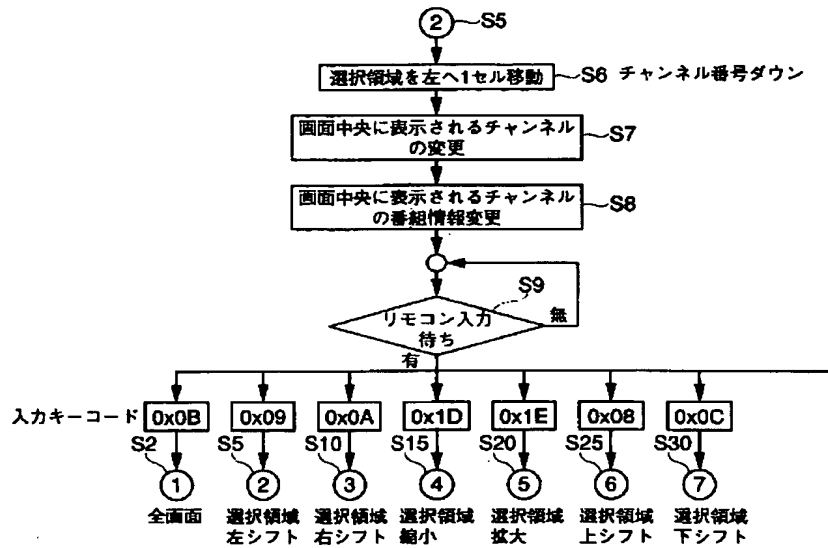 2 S5
選択領域を左へ1セル移動 S6 チャンネル番号ダウン
画面中央に表示されるチャンネル
の変更
S7
画面中央に表示されるチャンネル
の番組情報変更
S8
S9
リモコン入力
待ち
無
有
入力キーコード 0x0B 0x09 0x0A 0x1D 0x1E 0x08 0x0C
S2 S5 S10 S15 S20 S25 S30
1 2 3 4 5 6 7
全画面 選択領域 選択領域 選択領域 選択領域 選択領域 選択領域
左シフト 右シフト 縮小 拡大 上シフト 下シフト